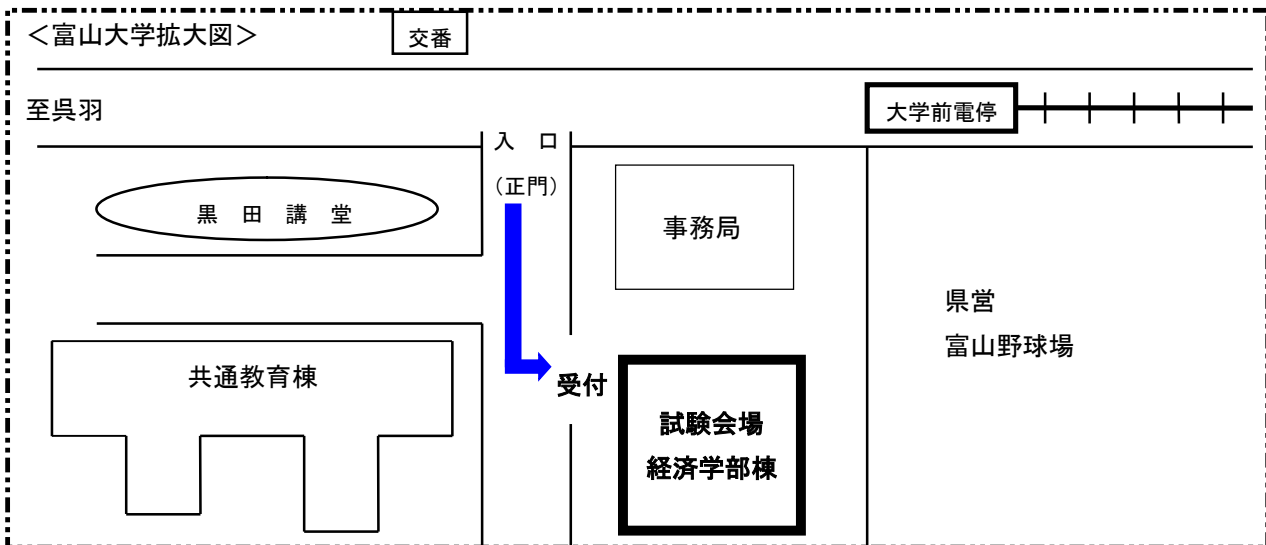 ＜富山大学拡大図＞
交番
至呉羽
大学前電停
入　口
（正門）
黒　田　講　堂
事務局
県営
富山野球場
共通教育棟
受付
試験会場
経済学部棟